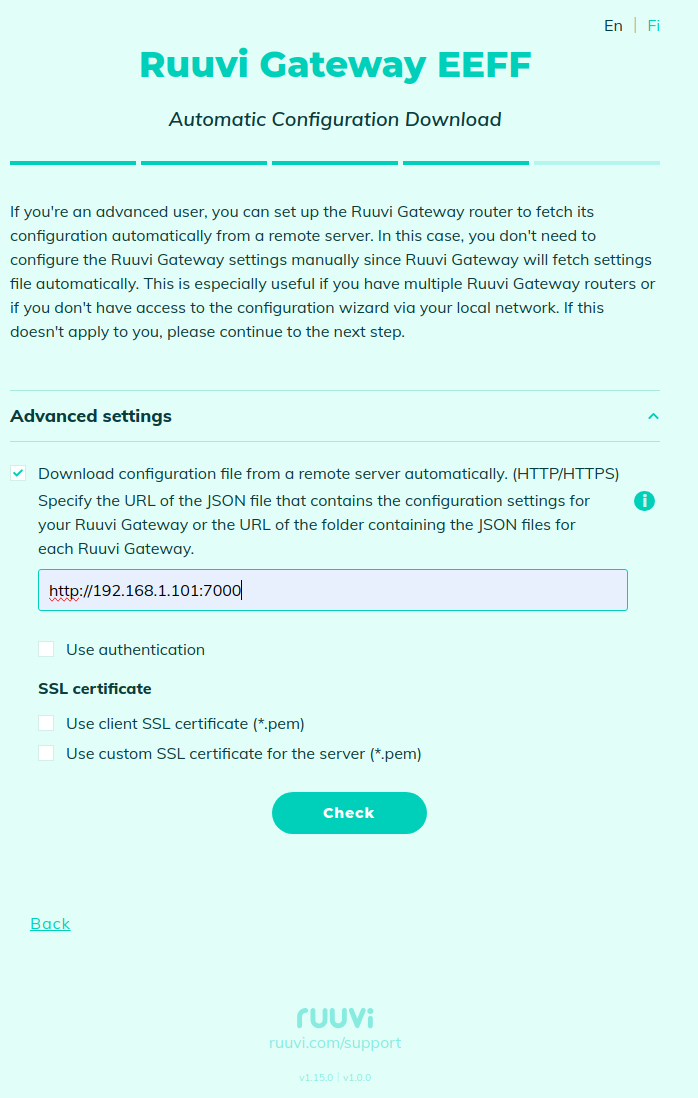 En | Fi
Ruuvi Gateway EEFF
Automatic Configuration Download
If you're an advanced user, you can set up the Ruuvi Gateway router to fetch its
configuration automatically from a remote server. In this case, you don't need to
configure the Ruuvi Gateway settings manually since Ruuvi Gateway will fetch settings
file automatically. This is especially useful if you have multiple Ruuvi Gateway routers or
if you don't have access to the configuration wizard via your local network. If this
doesn't apply to you, please continue to the next step.
Advanced settings
Download configuration file from a remote server automatically. (HTTP/HTTPS)
Specify the URL of the JSON file that contains the configuration settings for
your Ruuvi Gateway or the URL of the folder containing the JSON files for
each Ruuvi Gateway.
http://192.168.1.101:7000
Use authentication
SSL certificate
Use client SSL certificate (*.pem)
Use custom SSL certificate for the server (*.pem)
Check
Back
ruuvi
ruuvi.com/support
v1.15.0 | v1.0.0